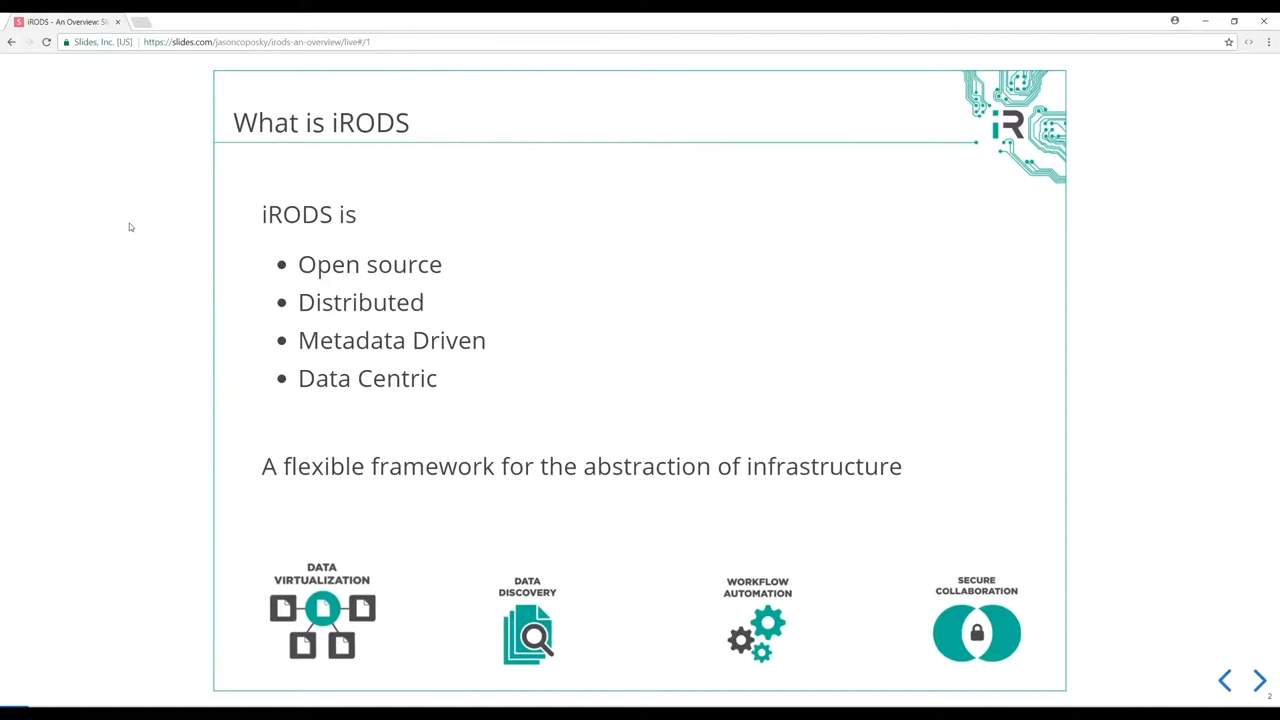 iRODS - An Overview: Sl
Slides, Inc. [US]
https://slides.com/jasoncoposky/irods-an-overview/live#/1
What is iRODS
iR
iRODS is
• Open source
• Distributed
• Metadata Driven
• Data Centric
A flexible framework for the abstraction of infrastructure
DATA
VIRTUALIZATION
DATA
DISCOVERY
WORKFLOW
AUTOMATION
SECURE
COLLABORATION
2